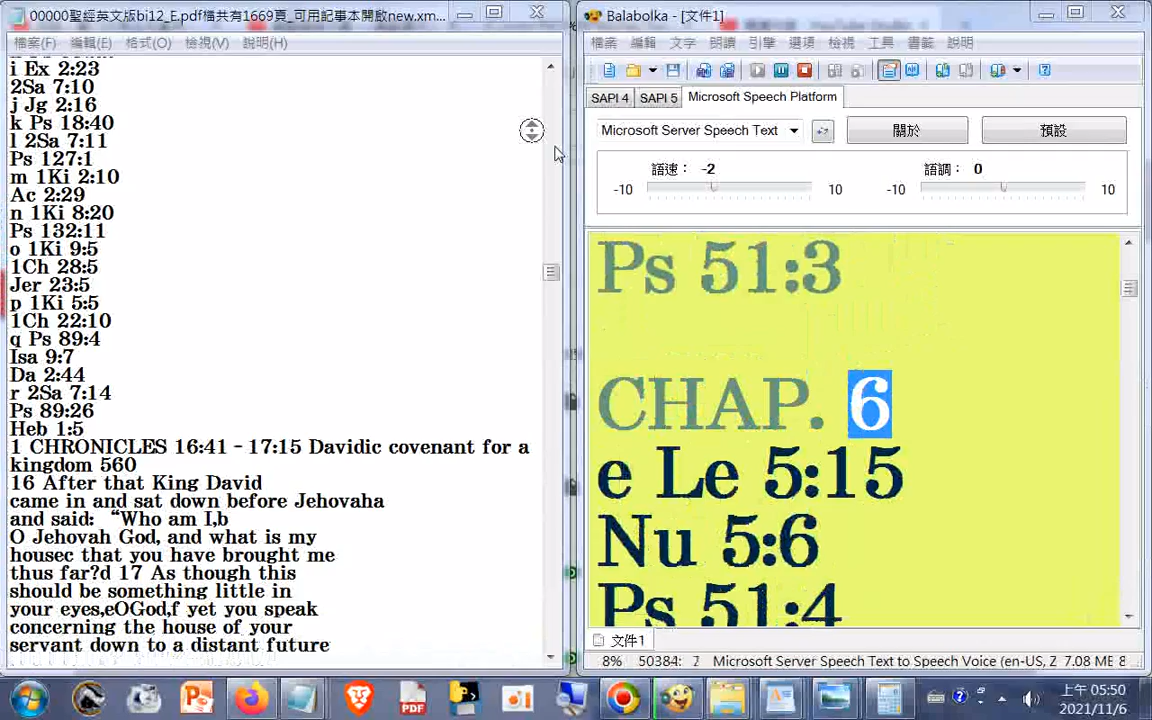 00000聖經英文版bi12_E.pdf檔共有1669頁_可用記事本開啟new.xm...
檔案(F) 編輯(E) 格式(O) 檢視(V) 說明(H)
i Ex 2:23
2Sa 7:10
j Jg 2:16
k Ps 18:40
l 2Sa 7:11
Ps 127:1
m 1Ki 2:10
Ac 2:29
n 1Ki 8:20
Ps 132:11
o 1Ki 9:5
1Ch 28:5
Jer 23:5
p 1Ki 5:5
1Ch 22:10
q Ps 89:4
Isa 9:7
Da 2:44
r 2Sa 7:14
Ps 89:26
Heb 1:5
1 CHRONICLES 16:41 – 17:15 Davidic covenant for a
kingdom 560
16 After that King David
came in and sat down before Jehovaha
and said: “Who am I,b
O Jehovah God, and what is my
housec that you have brought me
thus far?d 17 As though this
should be something little in
your eyes,eOGod,f yet you speak
concerning the house of your
servant down to a distant future
Balabolka - [文件1]
檔案 編輯 文字 朗讀 引擎 選項 檢視 工具 書籤 說明
SAPI 4 SAPI 5 Microsoft Speech Platform
Microsoft Server Speech Text 關於 預設
語速： -2 語調： 0
-10 10 -10 10
Ps 51:3
CHAP. 6
e Le 5:15
Nu 5:6
Ps 51:4
文件1
8% 50384: Microsoft Server Speech Text to Speech Voice (en-US, Z 7.08 MB 8
上午 05:50
2021/11/6